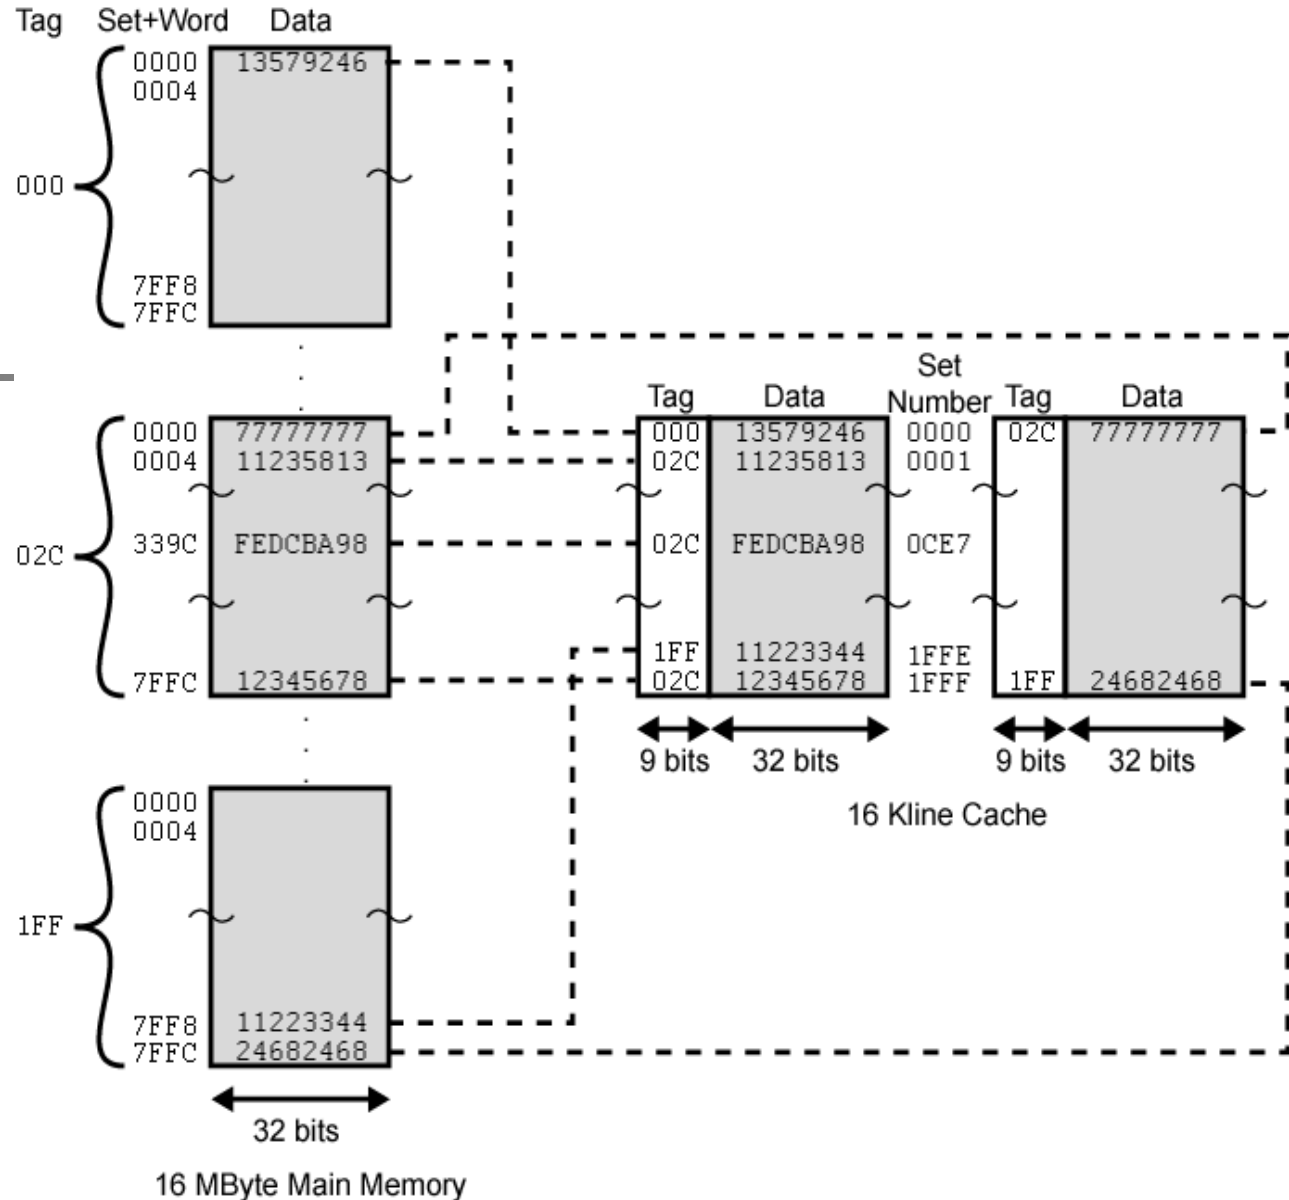 Tag Set+Word Data
0000 13579246
0004
000
7FF8
7FFC
Set
Tag Data Number Tag Data
0000 77777777 000 13579246 0000 02C 77777777
0004 11235813 02C 11235813 0001
02C 339C FEDCBA98 02C FEDCBA98 0CE7
1FF 11223344 1FFE
7FFC 12345678 02C 12345678 1FFF 1FF 24682468
9 bits 32 bits 9 bits 32 bits
16 Kline Cache
0000
0004
1FF
7FF8 11223344
7FFC 24682468
32 bits
16 MByte Main Memory